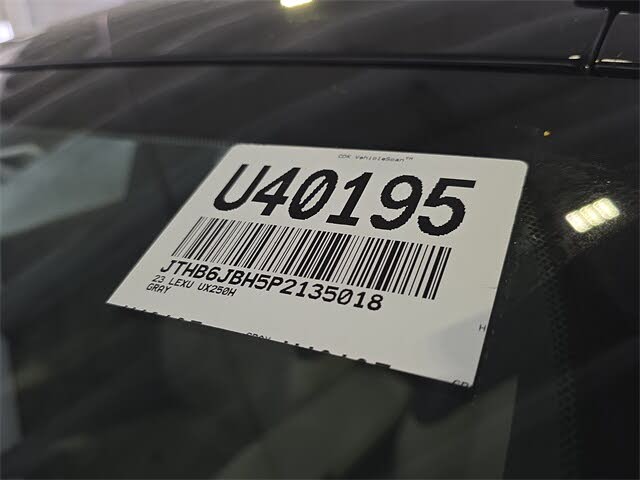 CDK VehicleScan™
U40195
JTHB6JBH5P2135018
23 LEXU UX250H
GRAY